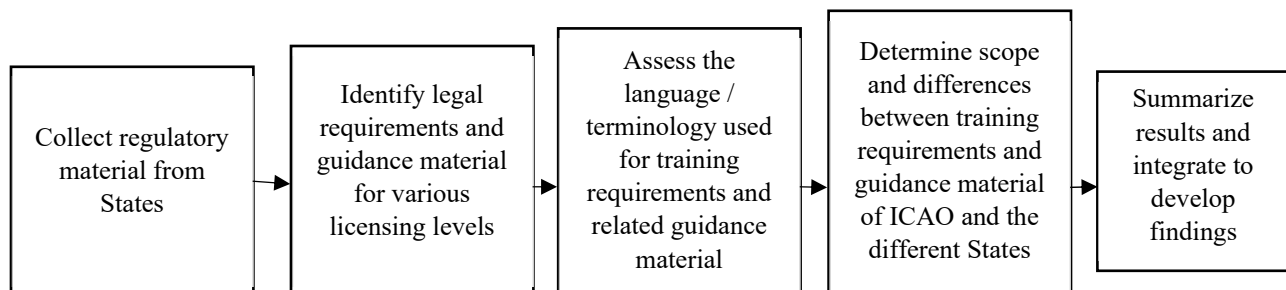 Collect regulatory
material from
States
Identify legal
requirements and
guidance material
for various
licensing levels
Assess the
language /
terminology used
for training
requirements and
related guidance
material
Determine scope
and differences
between training
requirements and
guidance material
of ICAO and the
different States
Summarize
results and
integrate to
develop
findings